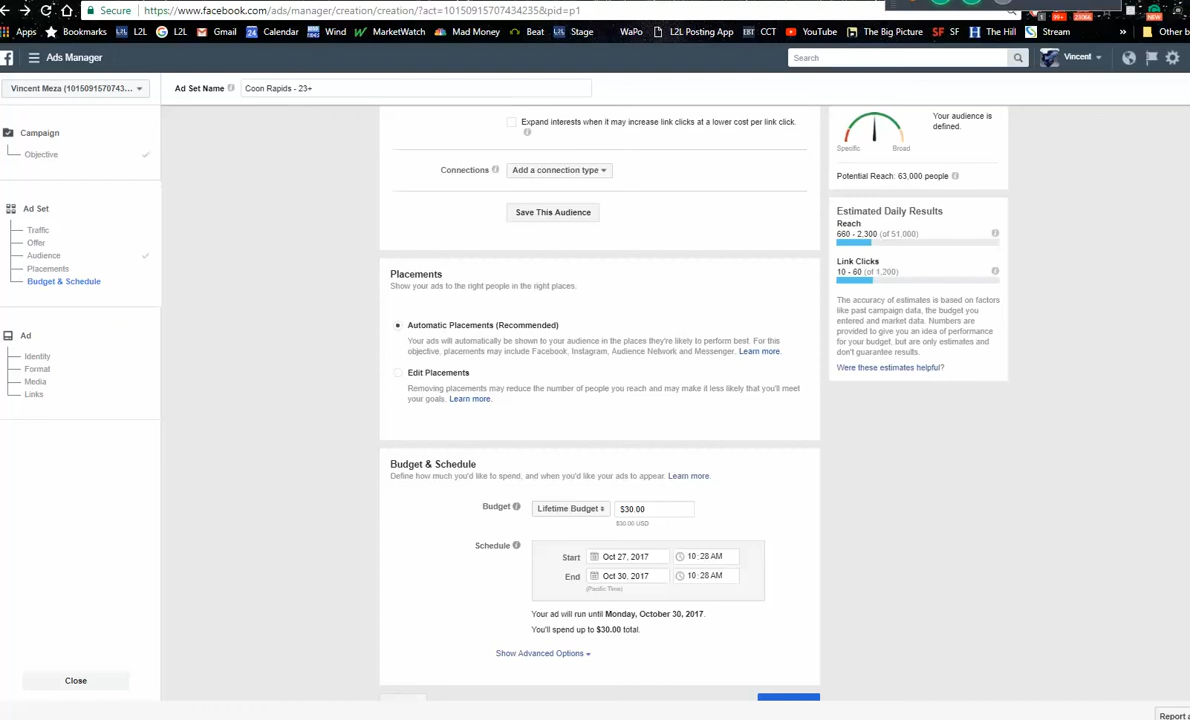 Secure https://www.facebook.com/ads/manager/creation/creation/?act=10150915707434235&pid=p1
Apps Bookmarks L2L L2L Gmail Calendar Wind MarketWatch Mad Money Beat Stage WaPo L2L Posting App CCT YouTube The Big Picture SF The Hill Stream » Other b
Ads Manager
Search
Vincent
Vincent Meza (1015091570743...
Ad Set Name
Coon Rapids - 23+
Campaign
Objective
Ad Set
Traffic
Offer
Audience
Placements
Budget & Schedule
Ad
Identity
Format
Media
Links
Close
Expand interests when it may increase link clicks at a lower cost per link click.
Connections
Add a connection type
Save This Audience
Placements
Show your ads to the right people in the right places.
Automatic Placements (Recommended)
Your ads will automatically be shown to your audience in the places they're likely to perform best. For this
objective, placements may include Facebook, Instagram, Audience Network and Messenger. Learn more.
Edit Placements
Removing placements may reduce the number of people you reach and may make it less likely that you'll meet
your goals. Learn more.
Budget & Schedule
Define how much you'd like to spend, and when you'd like your ads to appear. Learn more.
Budget
Lifetime Budget
$30.00
$30.00 USD
Schedule
Start Oct 27, 2017 10:28 AM
End Oct 30, 2017 10:28 AM
(Pacific Time)
Your ad will run until Monday, October 30, 2017.
You'll spend up to $30.00 total.
Show Advanced Options
Your audience is
defined.
Specific
Broad
Potential Reach: 63,000 people
Estimated Daily Results
Reach
660 - 2,300 (of 51,000)
Link Clicks
10 - 60 (of 1,200)
The accuracy of estimates is based on factors
like past campaign data, the budget you
entered and market data. Numbers are
provided to give you an idea of performance
for your budget, but are only estimates and
don't guarantee results.
Were these estimates helpful?
Report a